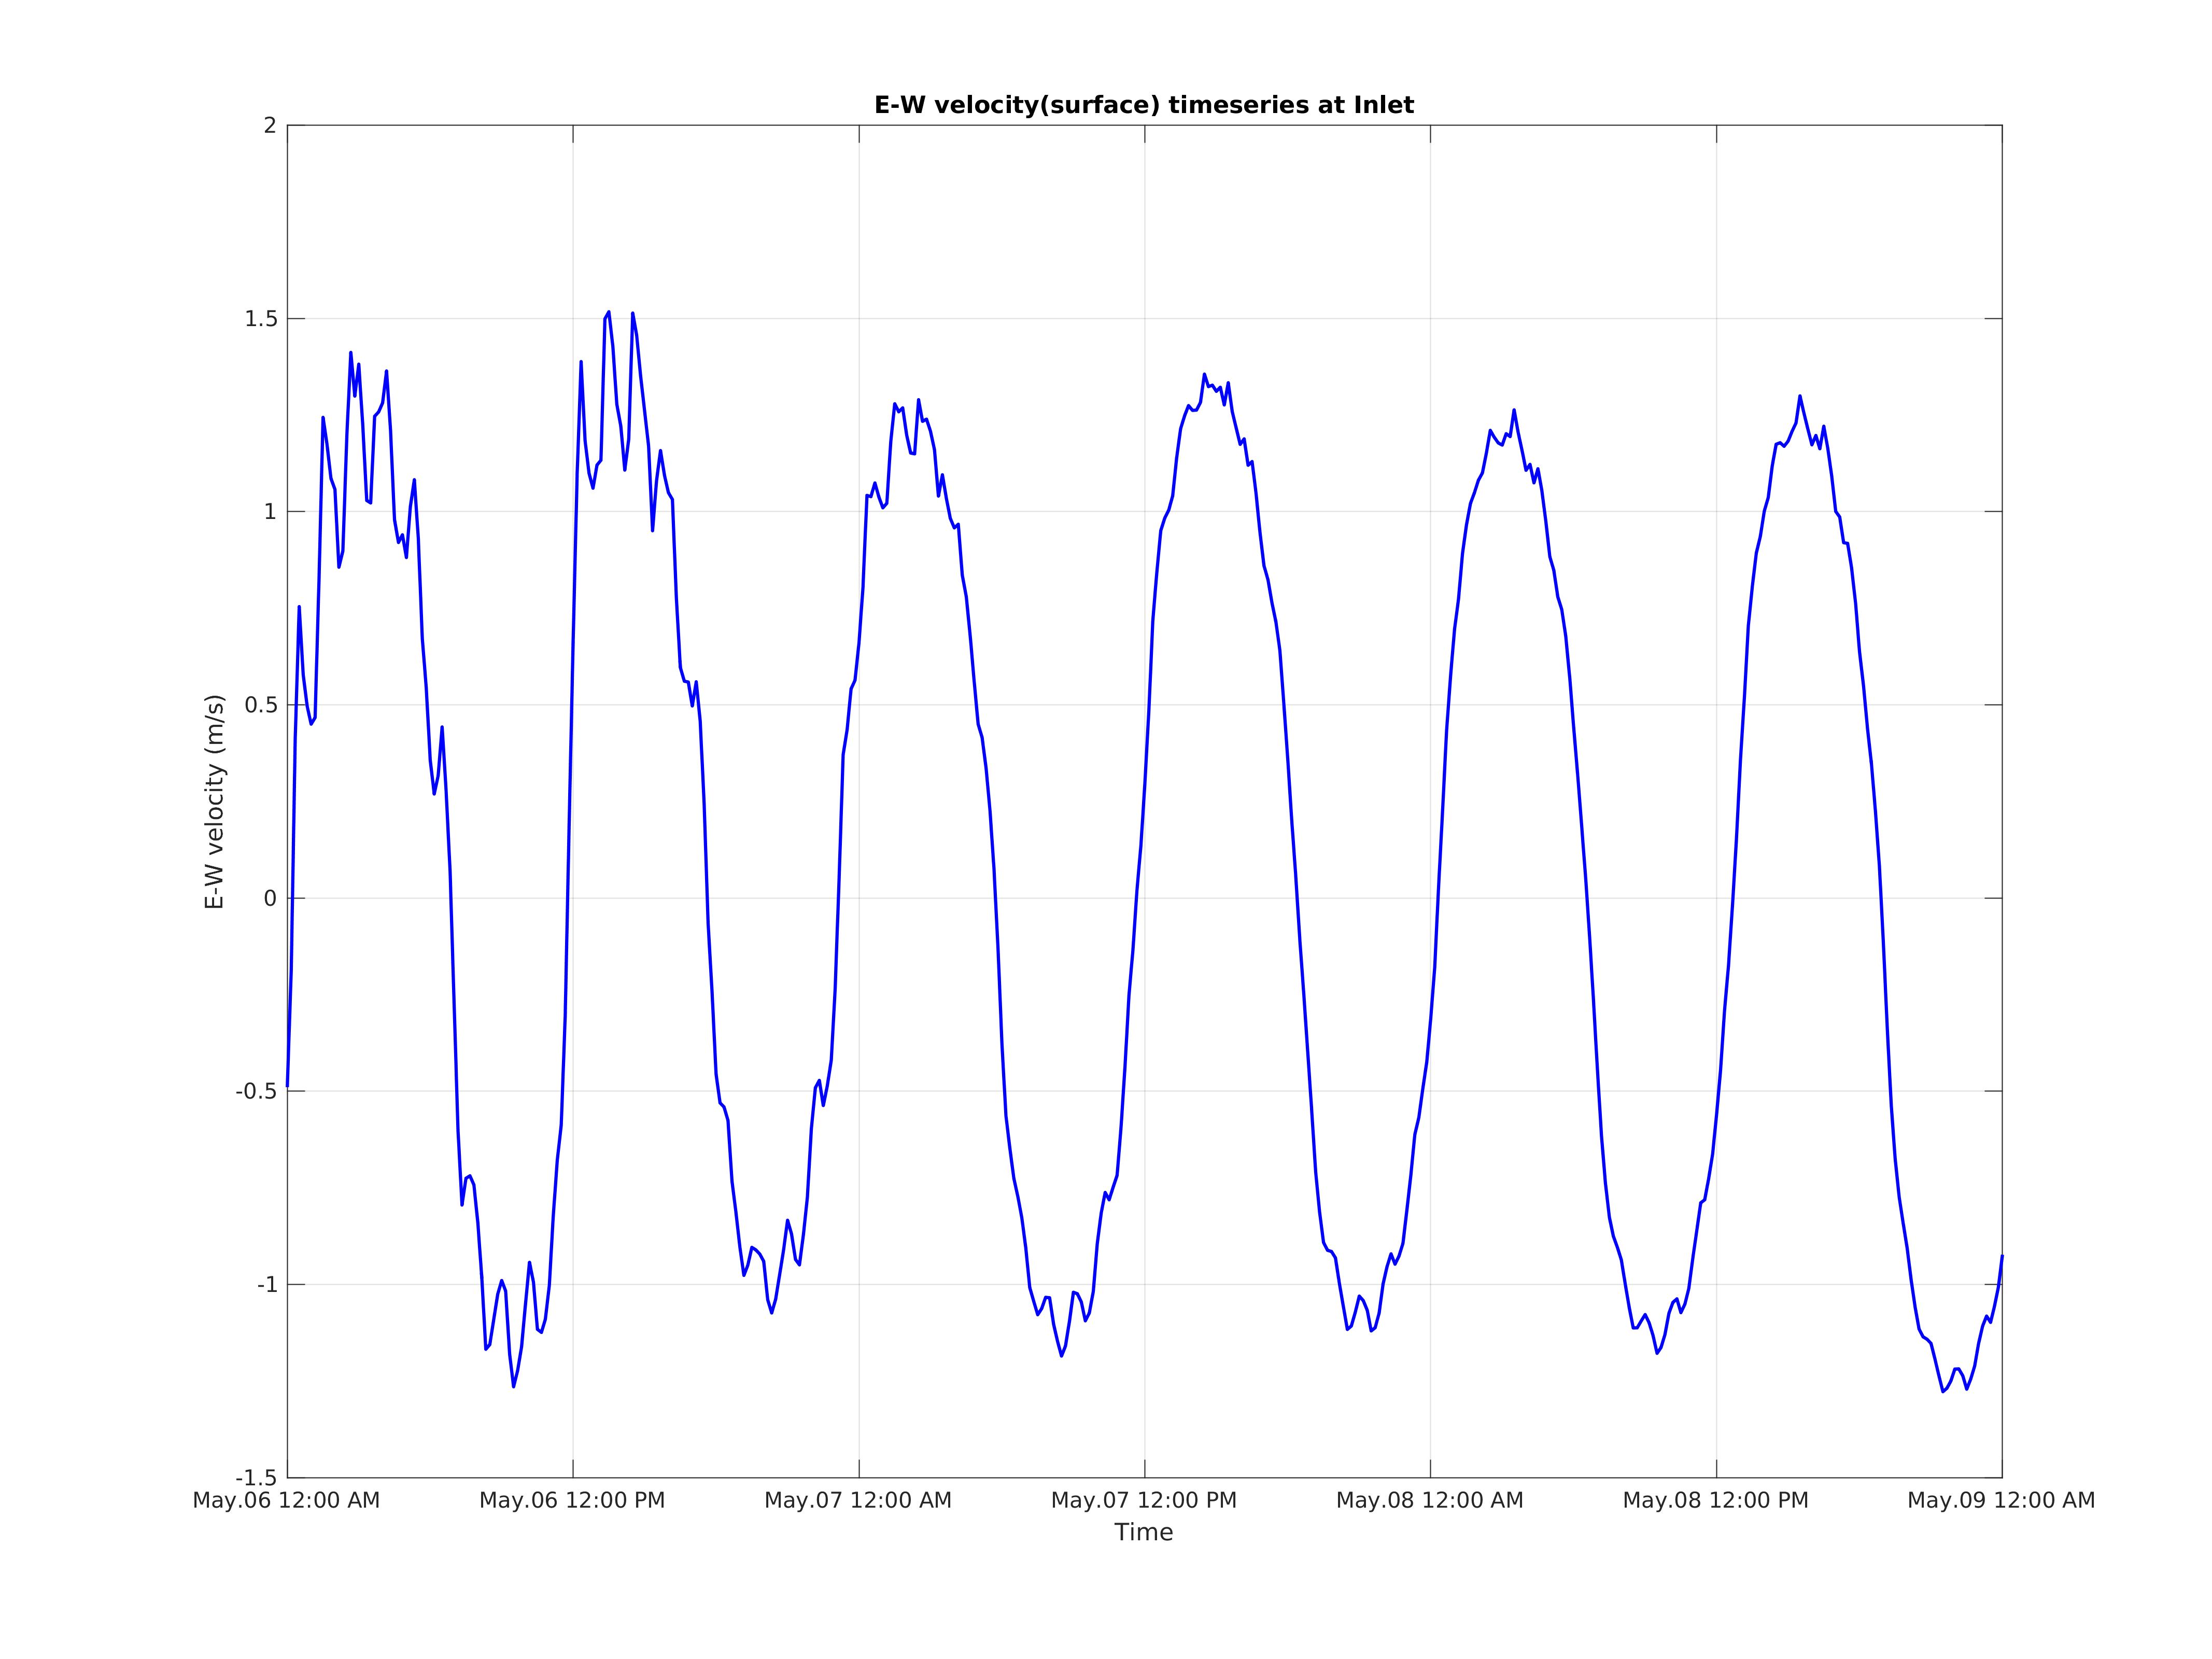 E-W velocity(surface) timeseries at Inlet
2
1.5
1
0.5
0
-0.5
-1
-1.5
E-W velocity (m/s)
May.06 12:00 AM May.06 12:00 PM May.07 12:00 AM May.07 12:00 PM May.08 12:00 AM May.08 12:00 PM May.09 12:00 AM
Time